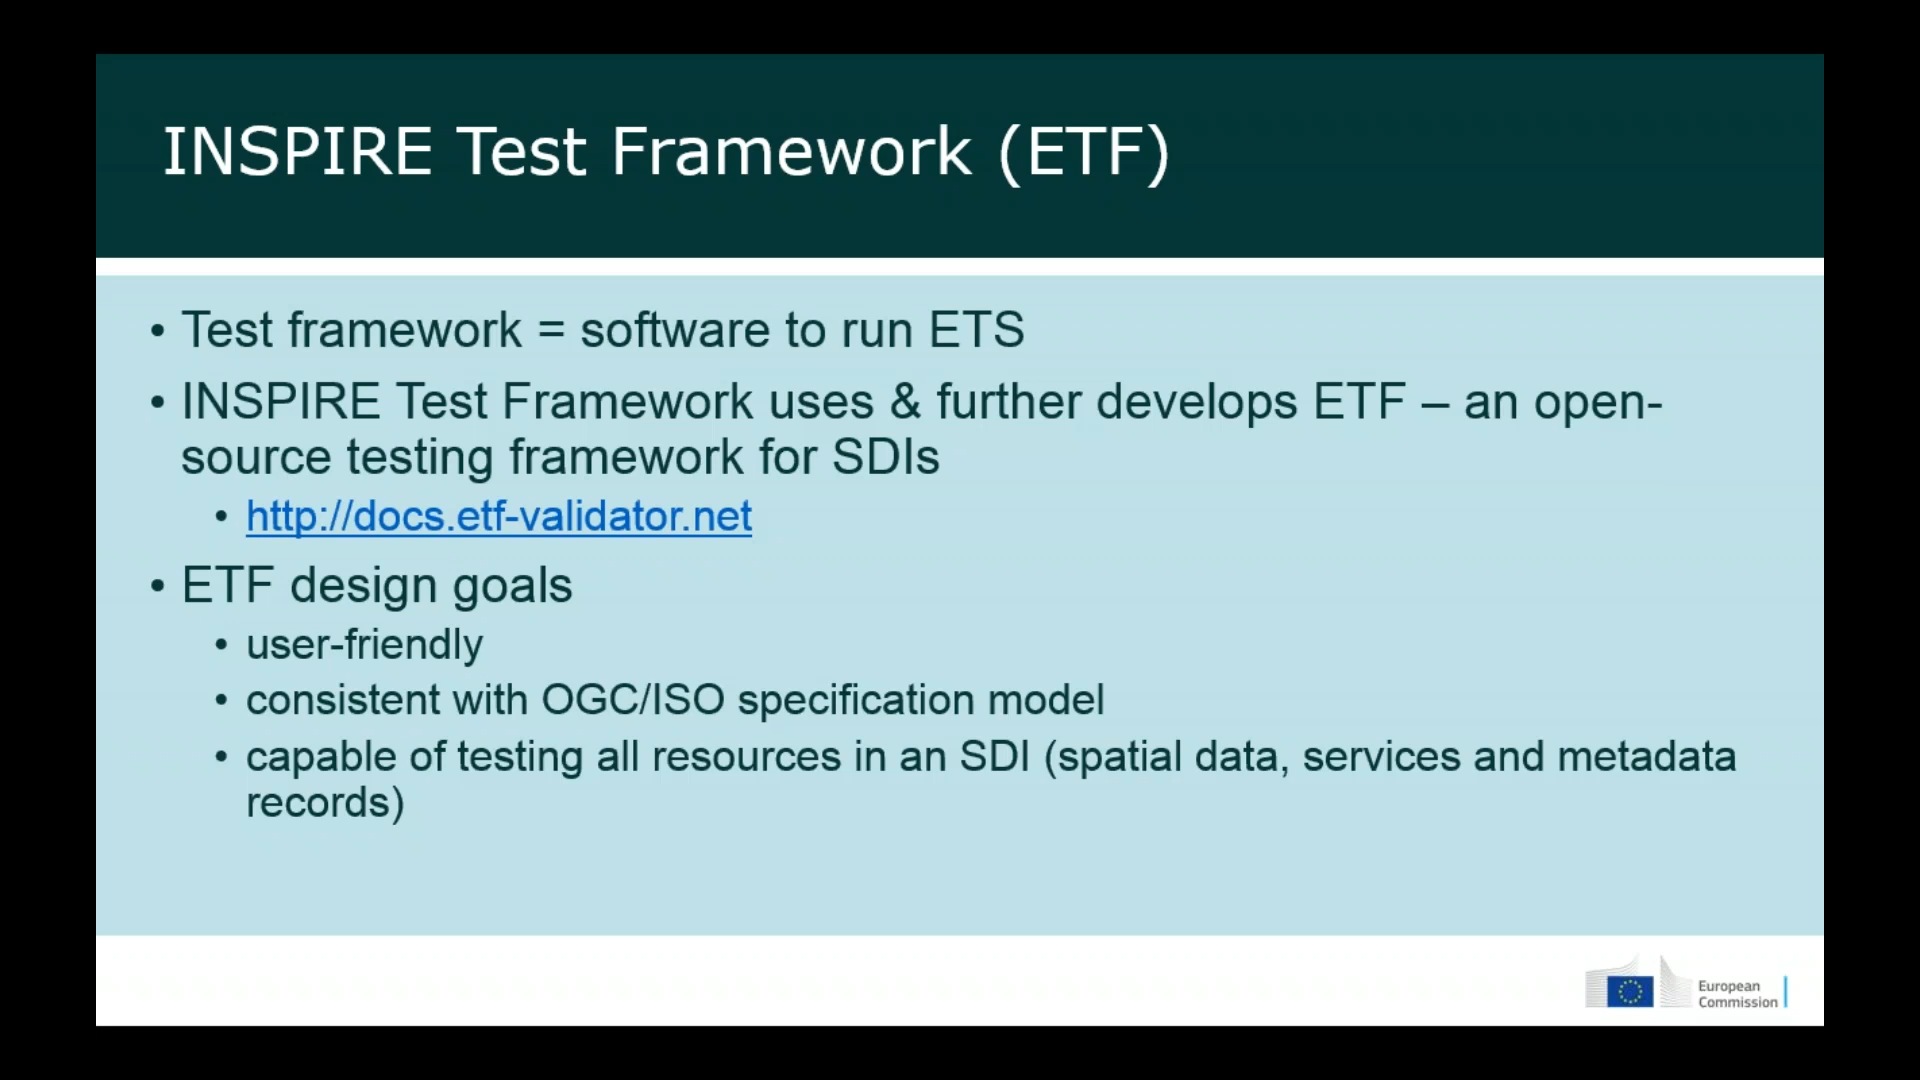 INSPIRE Test Framework (ETF)
• Test framework = software to run ETS
• INSPIRE Test Framework uses & further develops ETF – an open-
source testing framework for SDIs
• http://docs.etf-validator.net
• ETF design goals
• user-friendly
• consistent with OGC/ISO specification model
• capable of testing all resources in an SDI (spatial data, services and metadata
records)
European
Commission